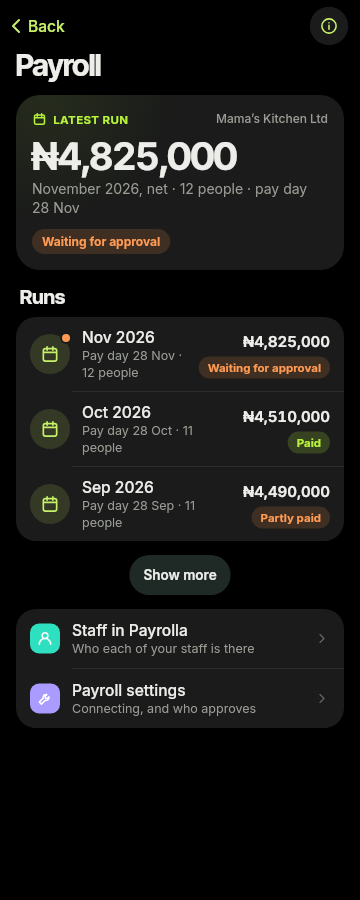 Back
Payroll
LATEST RUN
Mama's Kitchen Ltd
₦4,825,000
November 2026, net · 12 people · pay day
28 Nov
Waiting for approval
Runs
Nov 2026
Pay day 28 Nov ·
12 people
₦4,825,000
Waiting for approval
Oct 2026
Pay day 28 Oct · 11
people
₦4,510,000
Paid
Sep 2026
Pay day 28 Sep · 11
people
₦4,490,000
Partly paid
Show more
Staff in Payrolla
Who each of your staff is there
Payroll settings
Connecting, and who approves